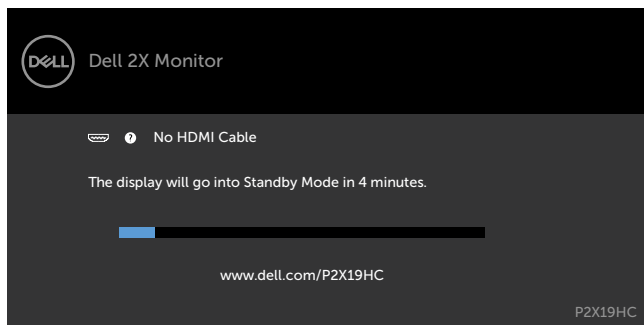 DELL
Dell 2X Monitor
? No HDMI Cable
The display will go into Standby Mode in 4 minutes.
www.dell.com/P2X19HC
P2X19HC